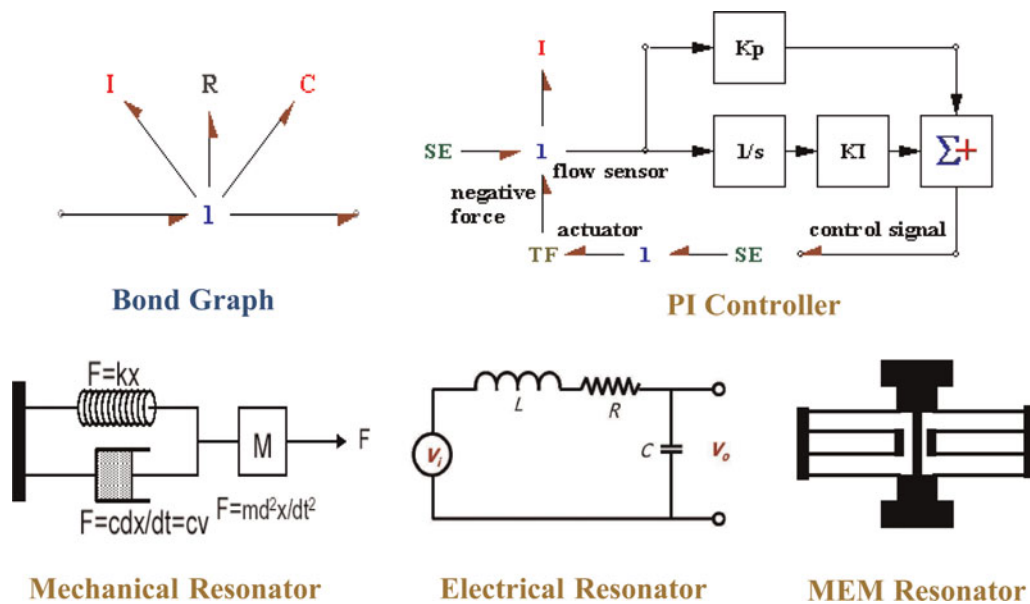 I R C
1
Bond Graph
I
Kp
SE 1 flow sensor
1/s
KI
Σ+
negative
force
actuator
control signal
TF 1 SE
PI Controller
F=kx
M
F
F=cdx/dt=cv
F=md²x/dt²
Mechanical Resonator
L
R
Vi
C
Vo
Electrical Resonator
MEM Resonator